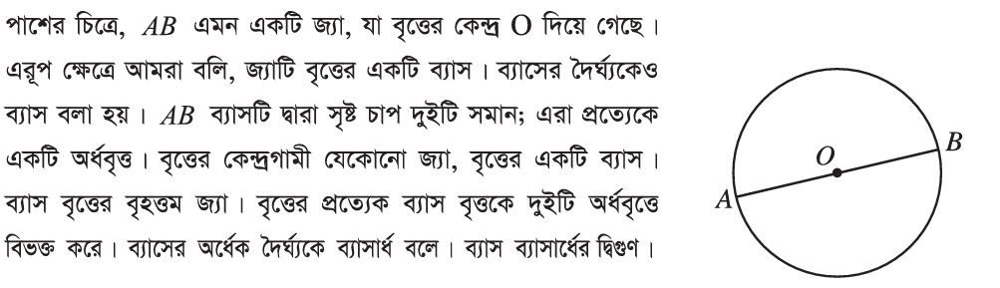 পাশের চিত্রে, AB এমন একটি জ্যা, যা বৃত্তের কেন্দ্র O দিয়ে গেছে।
এরূপ ক্ষেত্রে আমরা বলি, জ্যাটি বৃত্তের একটি ব্যাস। ব্যাসের দৈর্ঘ্যকেও
ব্যাস বলা হয়। AB ব্যাসটি দ্বারা সৃষ্ট চাপ দুইটি সমান; এরা প্রত্যেকে
একটি অর্ধবৃত্ত। বৃত্তের কেন্দ্রগামী যেকোনো জ্যা, বৃত্তের একটি ব্যাস।
ব্যাস বৃত্তের বৃহত্তম জ্যা। বৃত্তের প্রত্যেক ব্যাস বৃত্তকে দুইটি অর্ধবৃত্তে
বিভক্ত করে। ব্যাসের অর্ধেক দৈর্ঘ্যকে ব্যাসার্ধ বলে। ব্যাস ব্যাসার্ধের দ্বিগুণ।
B
O
A